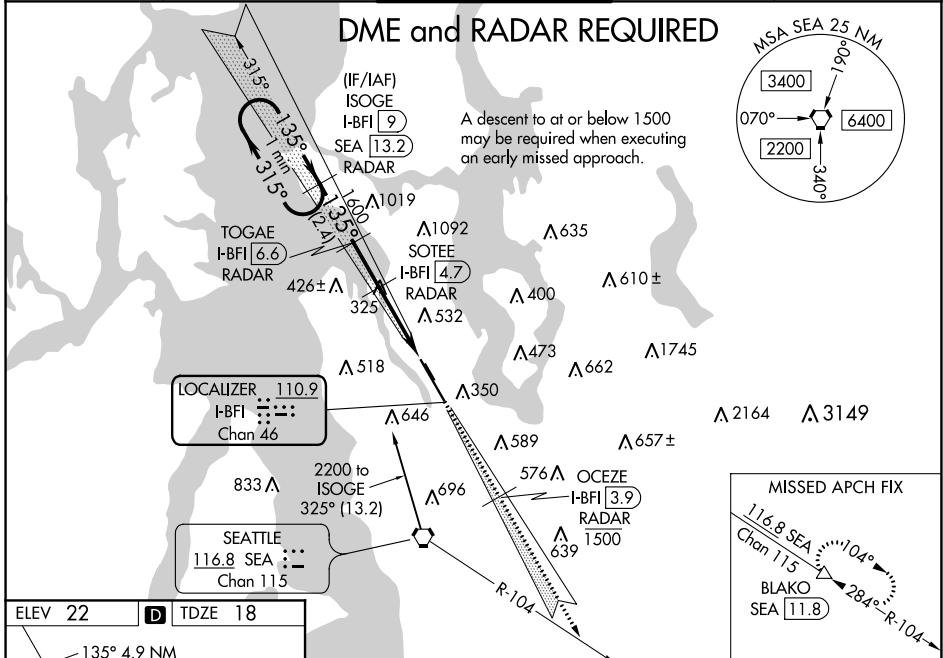 DME and RADAR REQUIRED
MSA SEA 25 NM
190°
3400
070°
6400
2200
340°
A descent to at or below 1500
may be required when executing
an early missed approach.
(IF/IAF)
ISOGE
I-BFI 9
SEA 13.2
RADAR
315°
135°
1 min
315°
135°
1600
(2.4)
1019
TOGAE
I-BFI 6.6
RADAR
1092
635
SOTEE
I-BFI 4.7
RADAR
426±
325
610±
400
532
518
473
662
1745
LOCALIZER 110.9
I-BFI
Chan 46
350
646
2164
3149
589
657±
2200 to
ISOGE
325° (13.2)
833
696
576
OCEZE
I-BFI 3.9
RADAR
1500
639
SEATTLE
116.8 SEA
Chan 115
R-104
MISSED APCH FIX
116.8 SEA
Chan 115
104°
BLAKO
SEA 11.8
284°
R-104
ELEV 22
D
TDZE 18
135° 4.9 NM